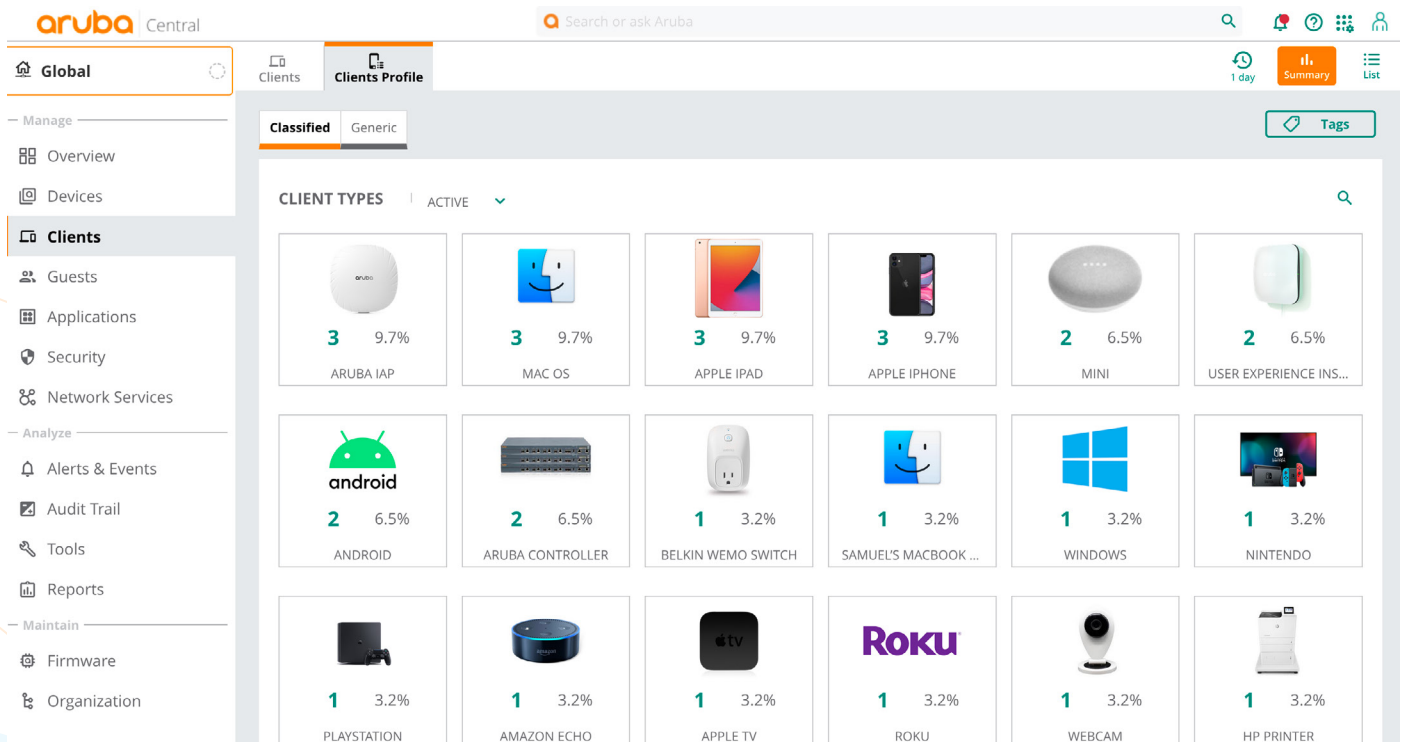 aruba Central
Search or ask Aruba
Global
Clients
Clients Profile
1 day
Summary
List
Manage
Overview
Devices
Clients
Guests
Applications
Security
Network Services
Analyze
Alerts & Events
Audit Trail
Tools
Reports
Maintain
Firmware
Organization
Classified
Generic
Tags
CLIENT TYPES
ACTIVE
aruba
3 9.7%
ARUBA IAP
3 9.7%
MAC OS
3 9.7%
APPLE IPAD
3 9.7%
APPLE IPHONE
2 6.5%
MINI
2 6.5%
USER EXPERIENCE INS...
android
2 6.5%
ANDROID
2 6.5%
ARUBA CONTROLLER
1 3.2%
BELKIN WEMO SWITCH
1 3.2%
SAMUEL'S MACBOOK ...
1 3.2%
WINDOWS
SWITCH
1 3.2%
NINTENDO
1 3.2%
PLAYSTATION
amazon
1 3.2%
AMAZON ECHO
tv
1 3.2%
APPLE TV
ROKU
1 3.2%
ROKU
1 3.2%
WEBCAM
1 3.2%
HP PRINTER